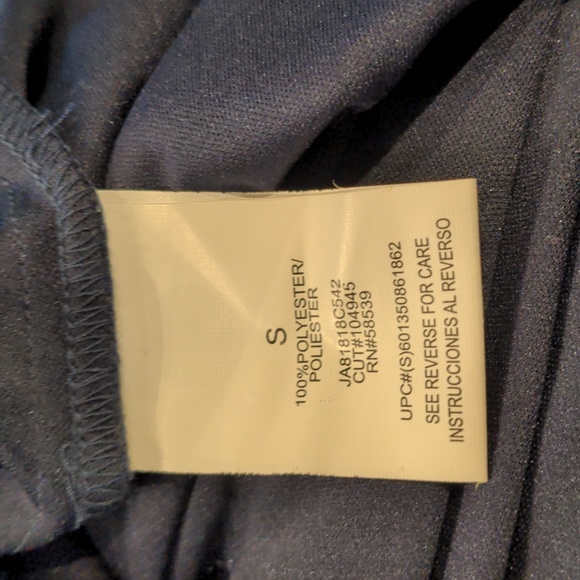 S
100%POLYESTER/
POLIESTER
JA81818C542
CUT#104945
RN#58539
UPC#(S)601350861862
SEE REVERSE FOR CARE
INSTRUCCIONES AL REVERSO